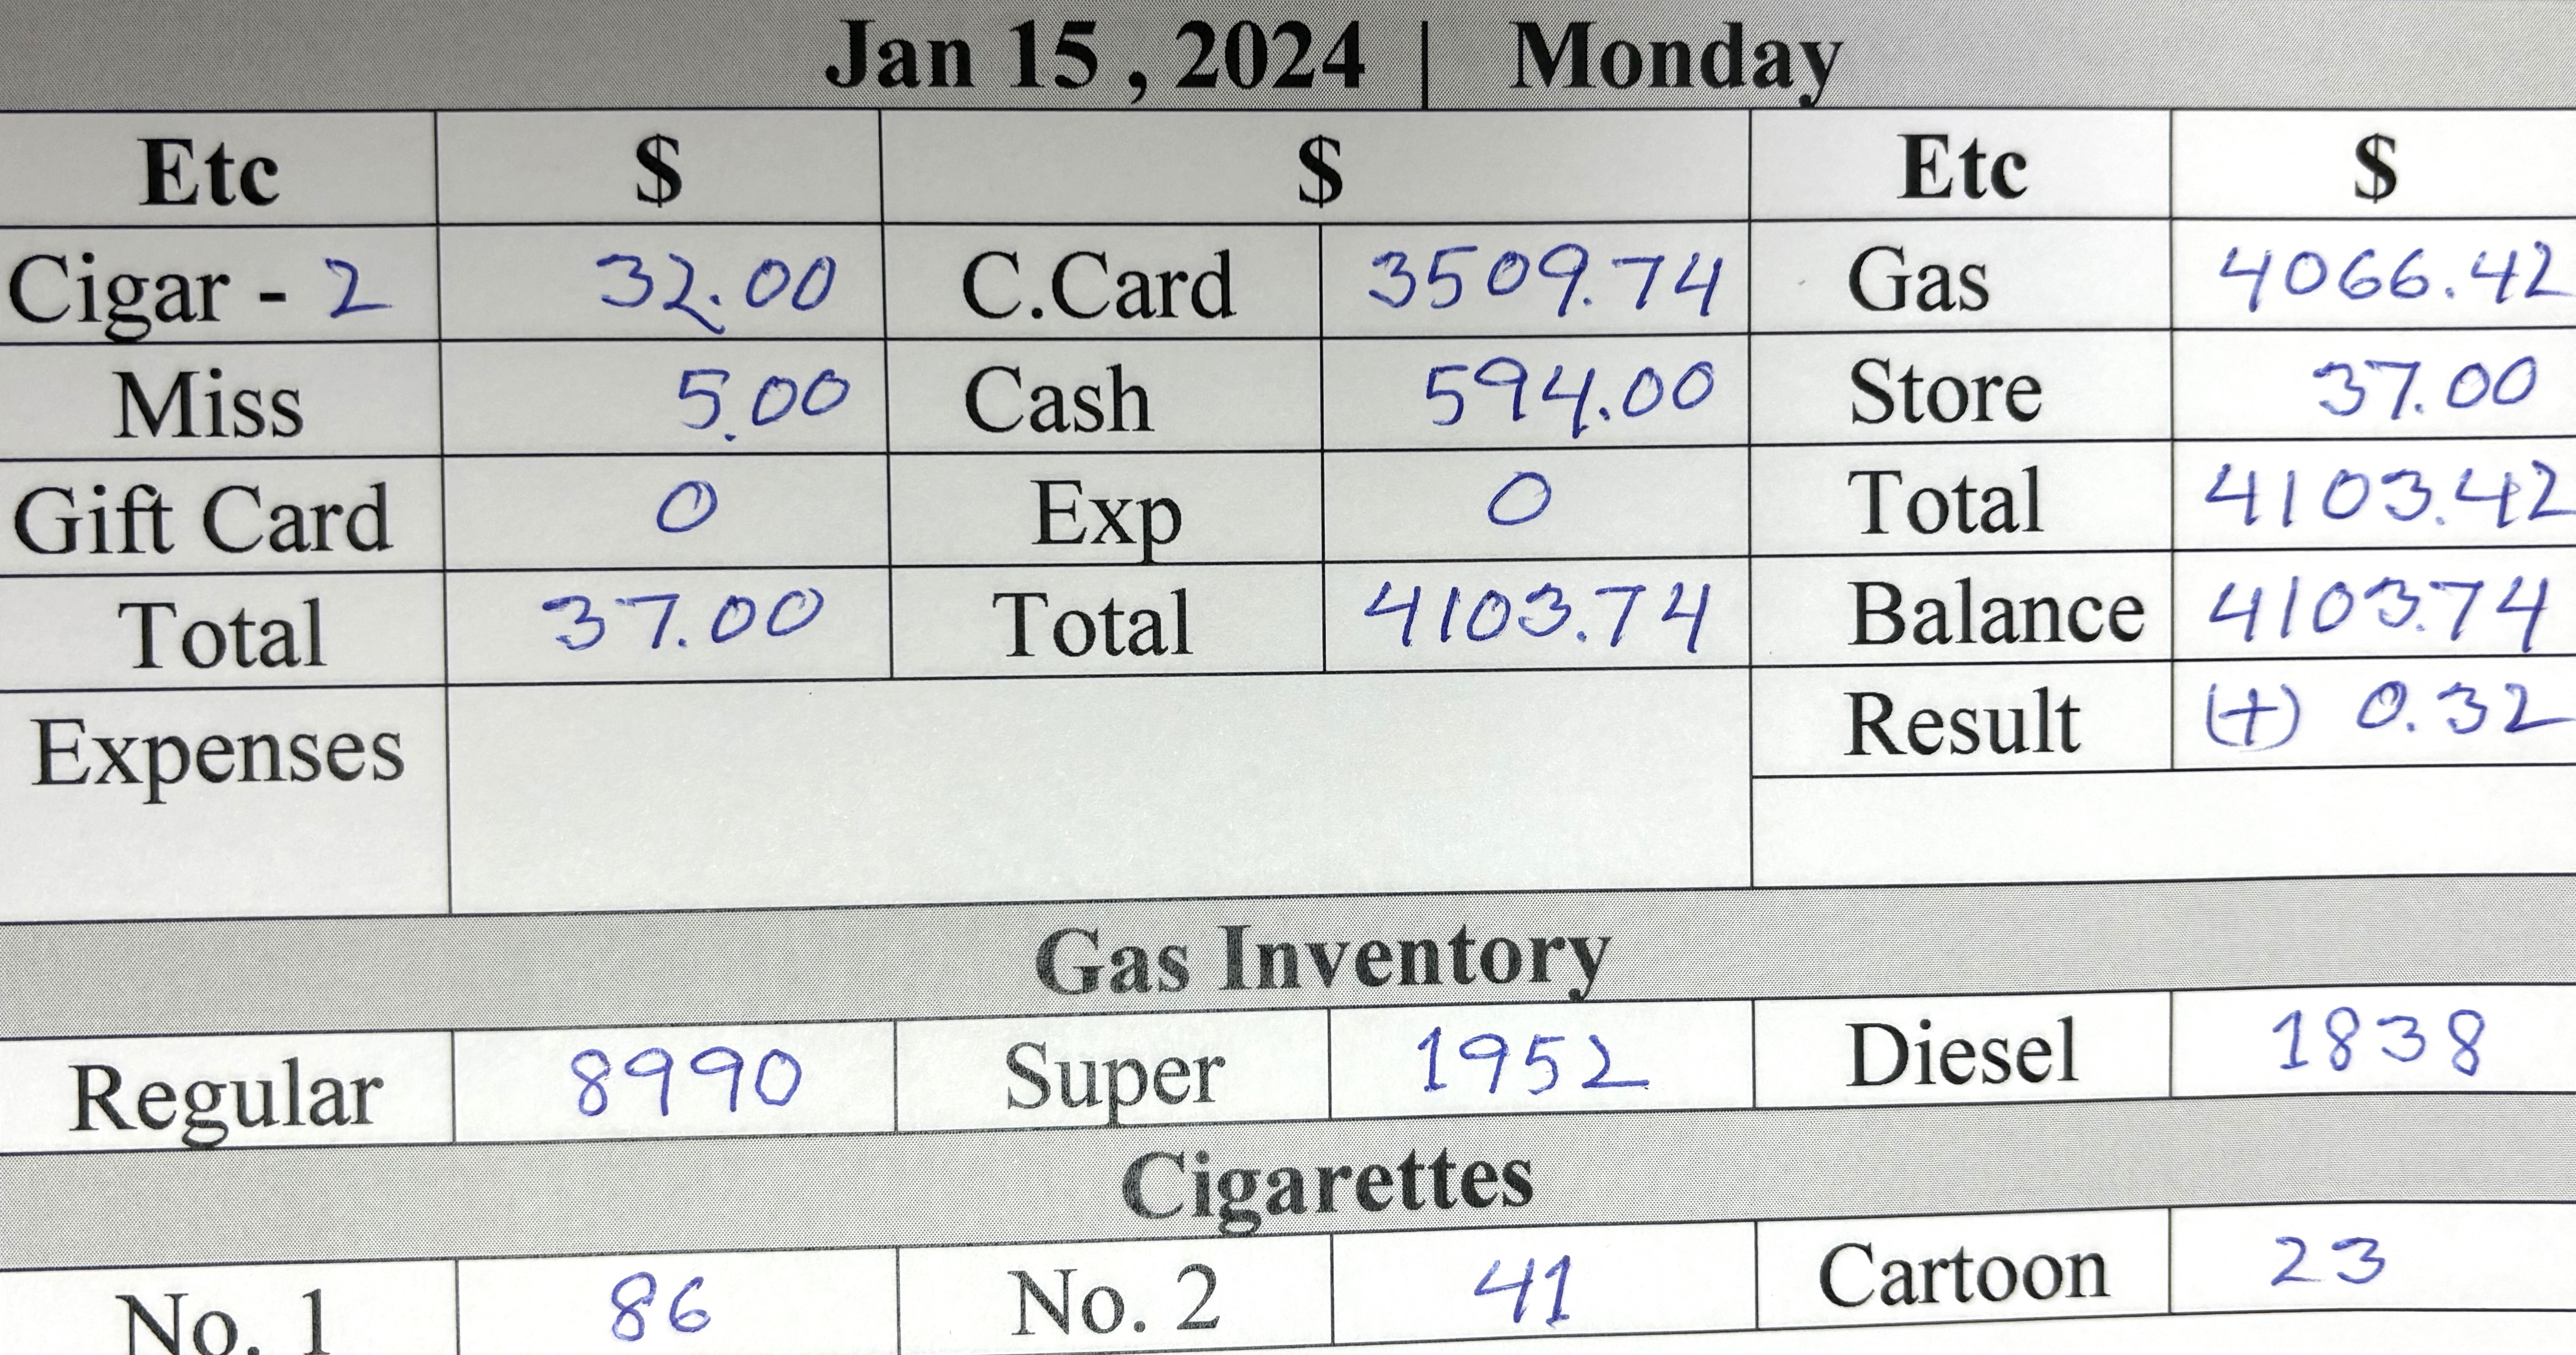 Jan 15 , 2024 | Monday
Etc $ $ Etc $
Cigar - 2 32.00 C.Card 3509.74 Gas 4066.42
Miss 5.00 Cash 594.00 Store 37.00
Gift Card 0 Exp 0 Total 4103.42
Total 37.00 Total 4103.74 Balance 4103.74
Expenses Result (+) 0.32
Gas Inventory
Regular 8990 Super 1952 Diesel 1838
Cigarettes
No. 1 86 No. 2 41 Cartoon 23